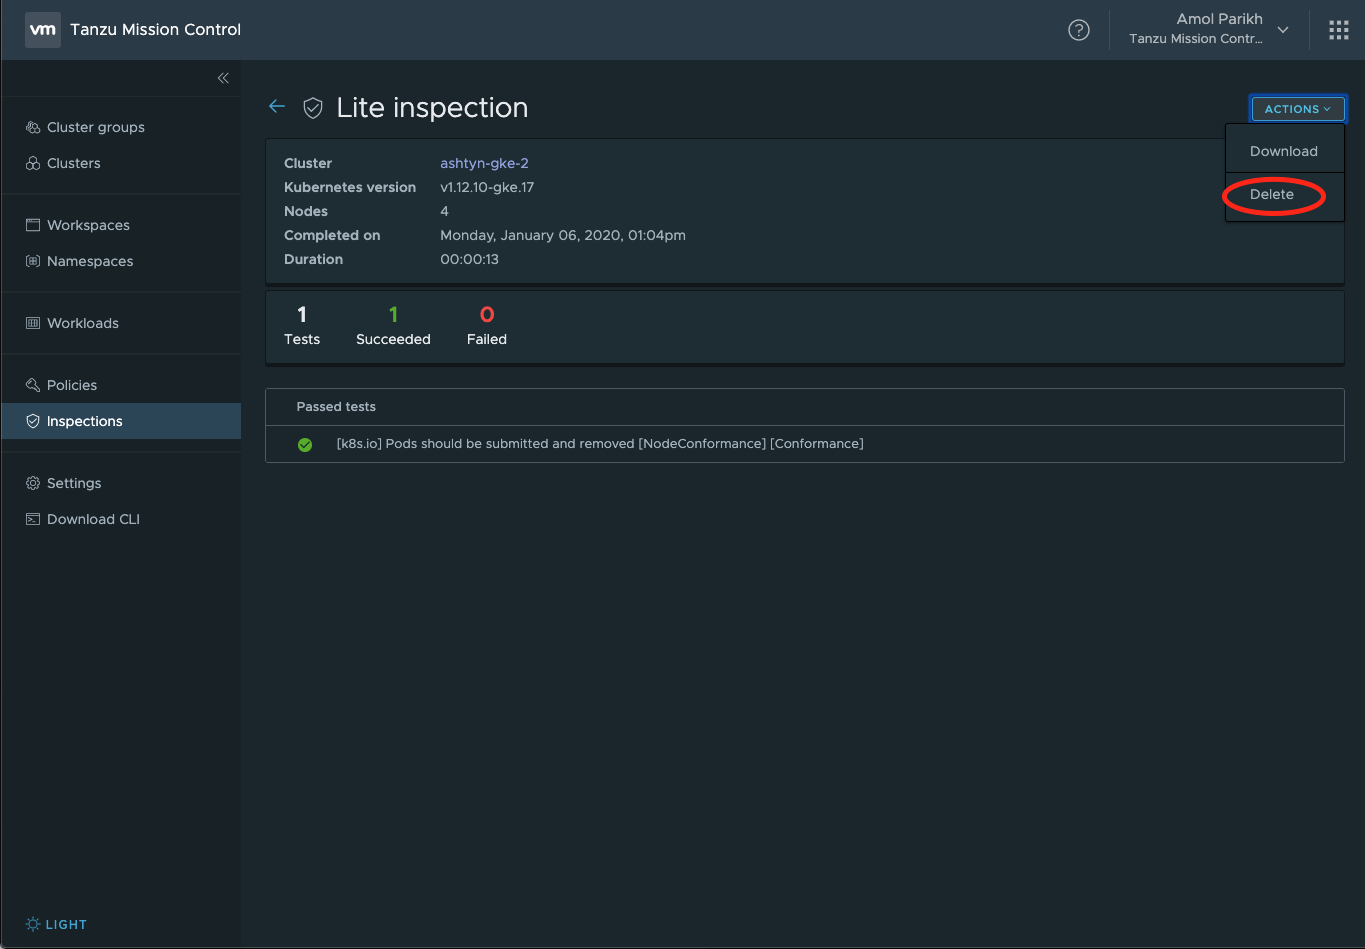 vm Tanzu Mission Control
Amol Parikh
Tanzu Mission Contr...
Cluster groups
Clusters
Workspaces
Namespaces
Workloads
Policies
Inspections
Settings
Download CLI
LIGHT
Lite inspection
ACTIONS
Download
Delete
Cluster ashtyn-gke-2
Kubernetes version v1.12.10-gke.17
Nodes 4
Completed on Monday, January 06, 2020, 01:04pm
Duration 00:00:13
1 1 0
Tests Succeeded Failed
Passed tests
[k8s.io] Pods should be submitted and removed [NodeConformance] [Conformance]